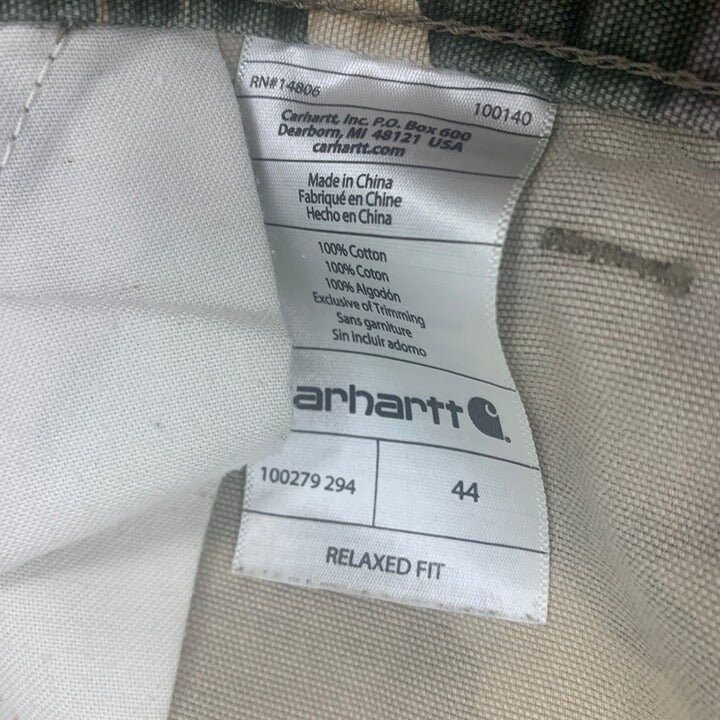 RN#14806
100140
Carhartt, Inc. P.O. Box 600
Dearborn, MI 48121 USA
carhartt.com
Made in China
Fabriqué en Chine
Hecho en China
100% Cotton
100% Coton
100% Algodón
Exclusive of Trimming
Sans garniture
Sin incluir adorno
arhartt
100279 294
44
RELAXED FIT